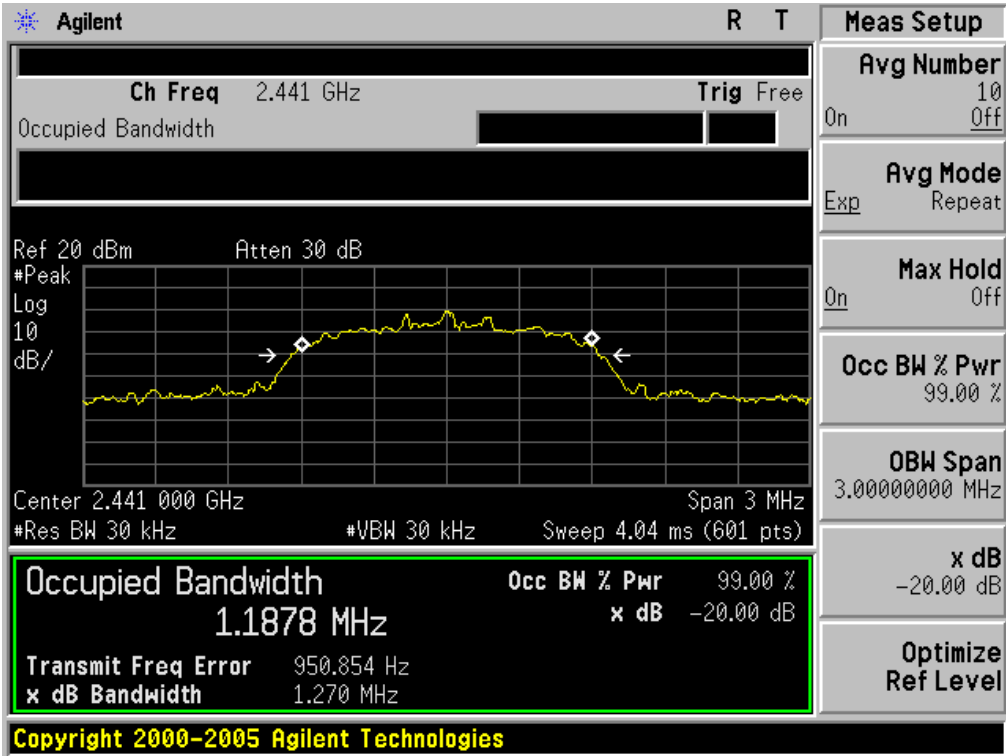 Agilent R T
Ch Freq 2.441 GHz Trig Free
Occupied Bandwidth
Ref 20 dBm Atten 30 dB
#Peak
Log
10
dB/
Center 2.441 000 GHz Span 3 MHz
#Res BW 30 kHz #VBW 30 kHz Sweep 4.04 ms (601 pts)
Occupied Bandwidth
1.1878 MHz
Occ BW % Pwr 99.00 %
x dB -20.00 dB
Transmit Freq Error 950.854 Hz
x dB Bandwidth 1.270 MHz
Copyright 2000-2005 Agilent Technologies
Meas Setup
Avg Number
10
On Off
Avg Mode
Exp Repeat
Max Hold
On Off
Occ BW % Pwr
99.00 %
OBW Span
3.00000000 MHz
x dB
-20.00 dB
Optimize
Ref Level